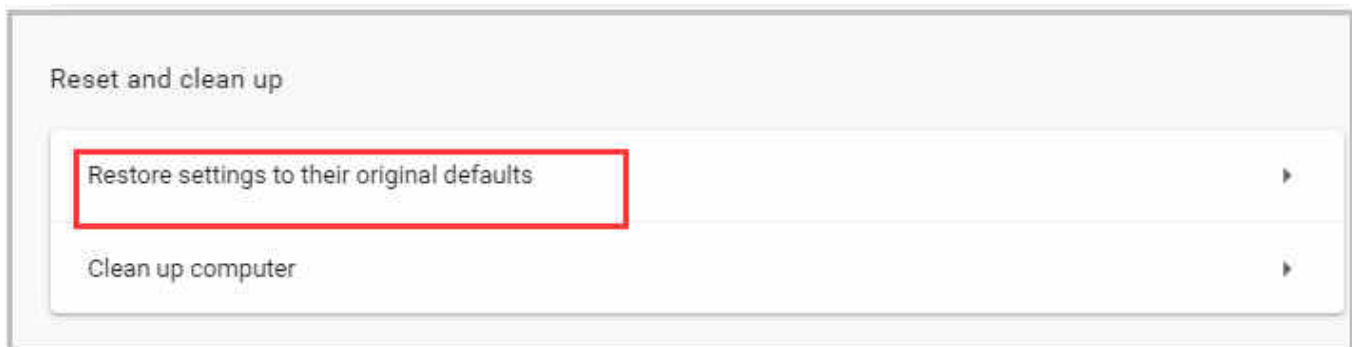 Reset and clean up
Restore settings to their original defaults
Clean up computer